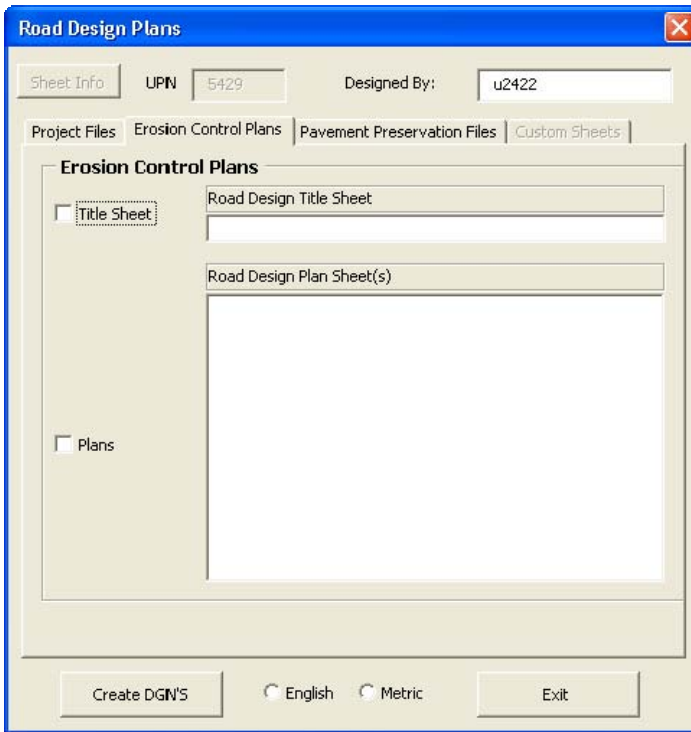 Road Design Plans
Sheet Info UPN 5429 Designed By: u2422
Project Files Erosion Control Plans Pavement Preservation Files Custom Sheets
Erosion Control Plans
Road Design Title Sheet
Title Sheet
Road Design Plan Sheet(s)
Plans
Create DGN'S English Metric Exit